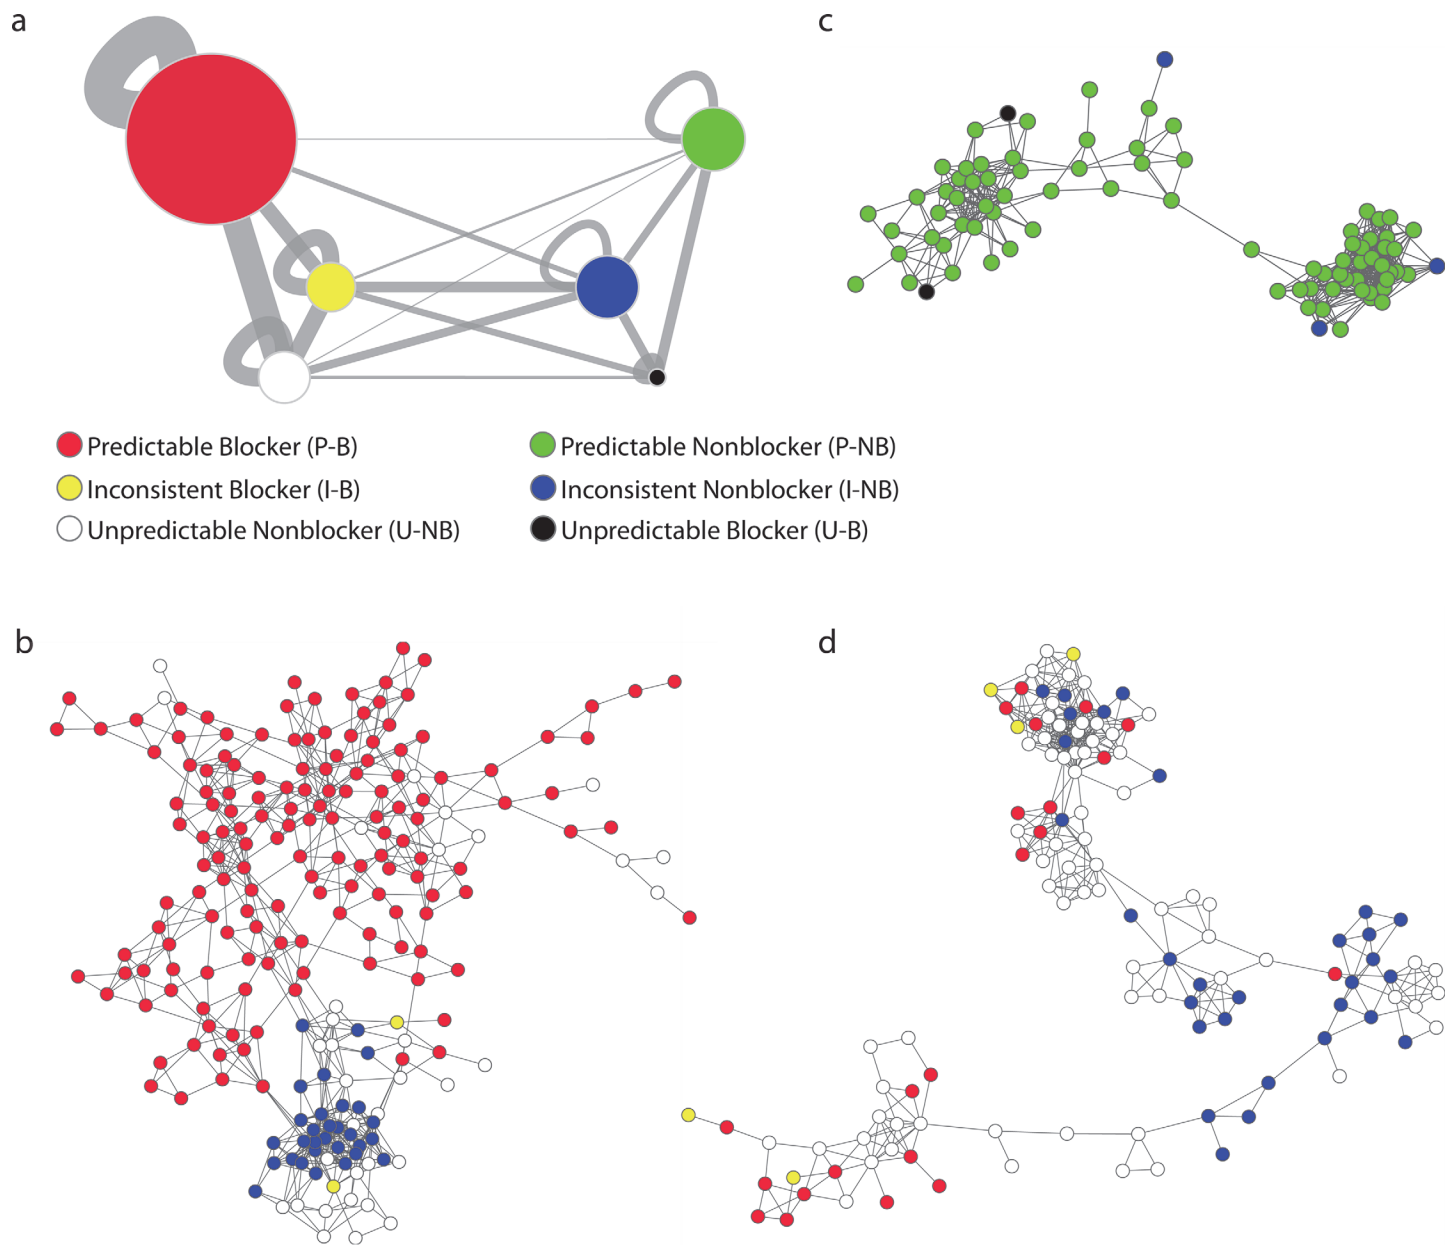 a
c
Predictable Blocker (P-B)
Predictable Nonblocker (P-NB)
Inconsistent Blocker (I-B)
Inconsistent Nonblocker (I-NB)
Unpredictable Nonblocker (U-NB)
Unpredictable Blocker (U-B)
b
d